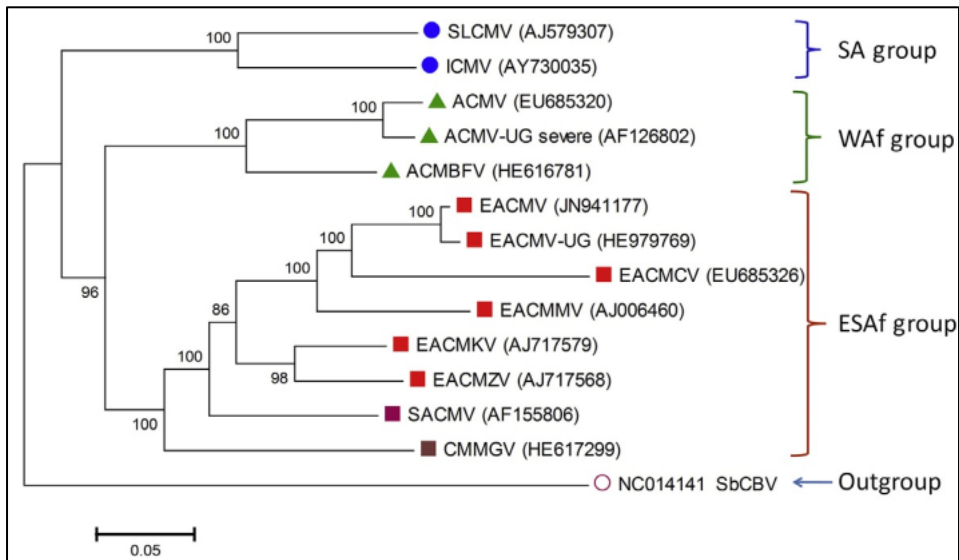 100
SLCMV (AJ579307)
ICMV (AY730035)
SA group
100
100
ACMV (EU685320)
ACMV-UG severe (AF126802)
ACMBFV (HE616781)
WAf group
96
100
100
100
EACMV (JN941177)
EACMV-UG (HE979769)
EACMCV (EU685326)
EACMMV (AJ006460)
86
98
EACMKV (AJ717579)
EACMZV (AJ717568)
100
SACMV (AF155806)
100
CMMGV (HE617299)
ESAf group
NC014141 SbCBV
Outgroup
0.05